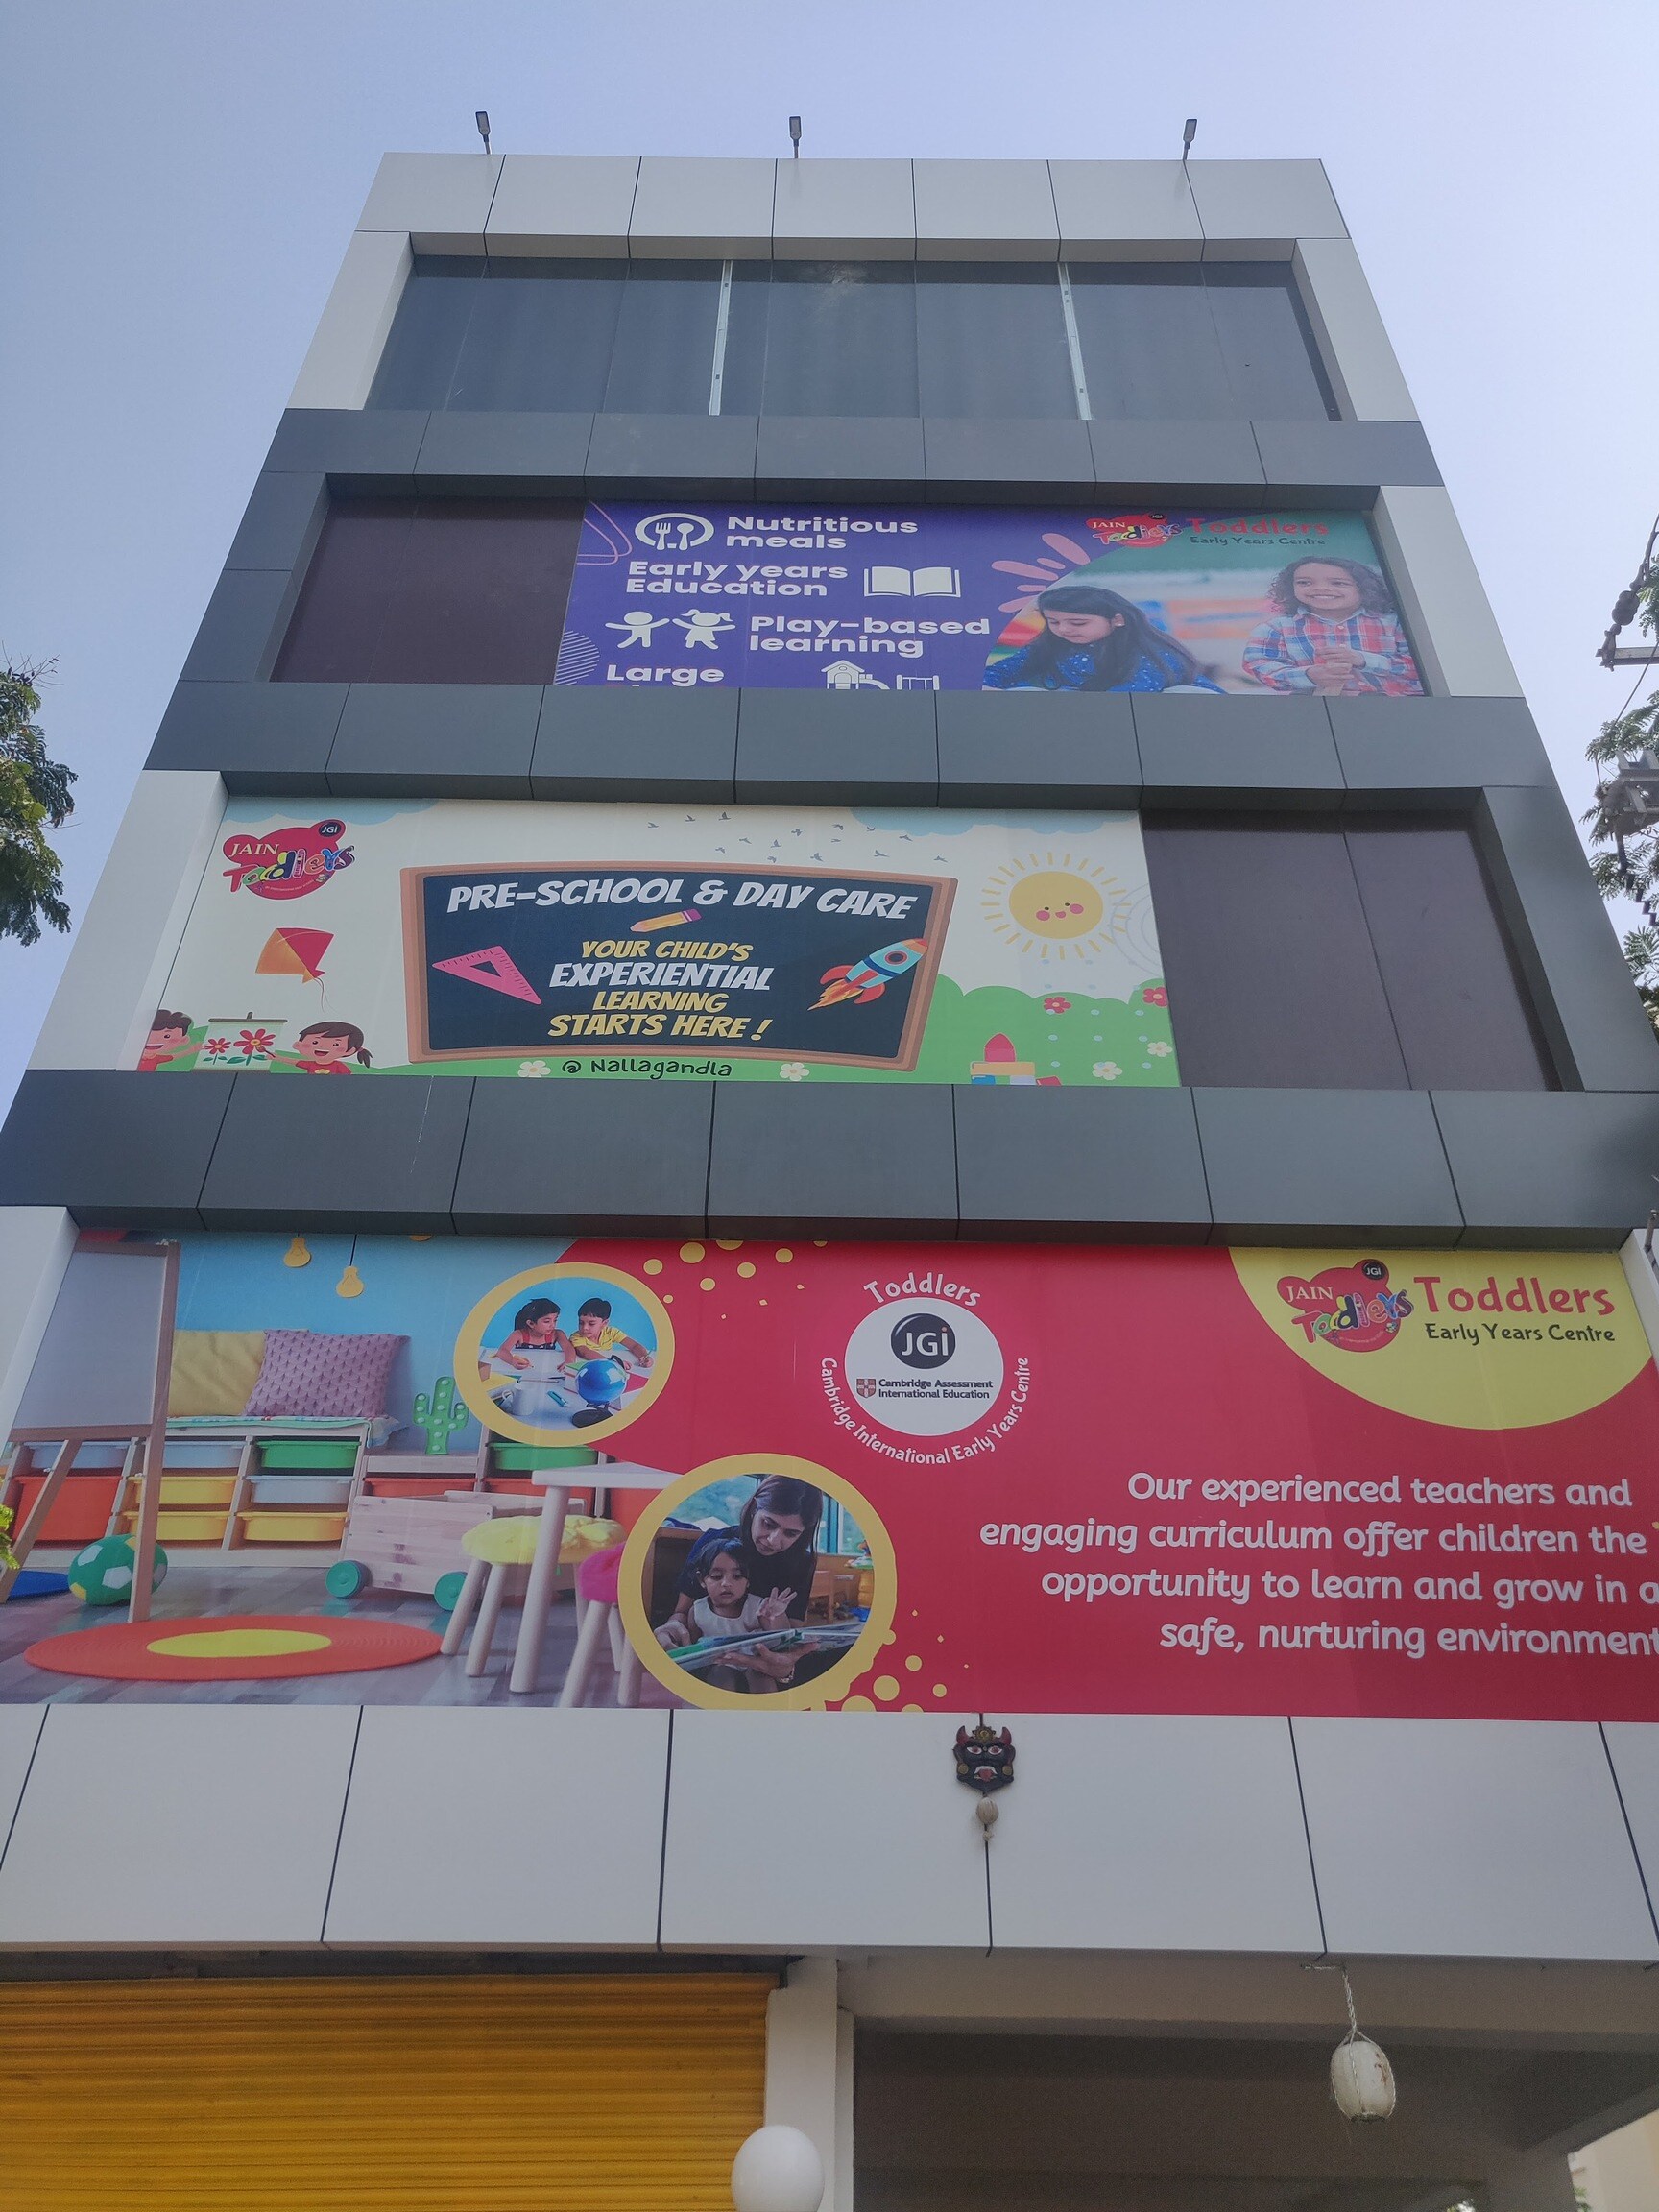 Nutritious
meals
Early years
Education
Play-based
learning
Large
JAIN
Toddlers
JGi
Toddlers
Early Years Centre
JAIN
Toddlers
JGi
PRE-SCHOOL & DAY CARE
YOUR CHILD'S
EXPERIENTIAL
LEARNING
STARTS HERE !
@ Nallagandla
Toddlers
JGi
Cambridge Assessment
International Education
Cambridge International Early Years Centre
JAIN
Toddlers
JGi
Toddlers
Early Years Centre
Our experienced teachers and
engaging curriculum offer children the
opportunity to learn and grow in a
safe, nurturing environment